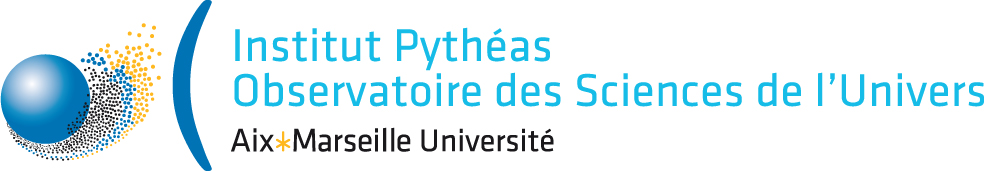 Institut Pythéas
Observatoire des Sciences de l'Univers
Aix*Marseille Université